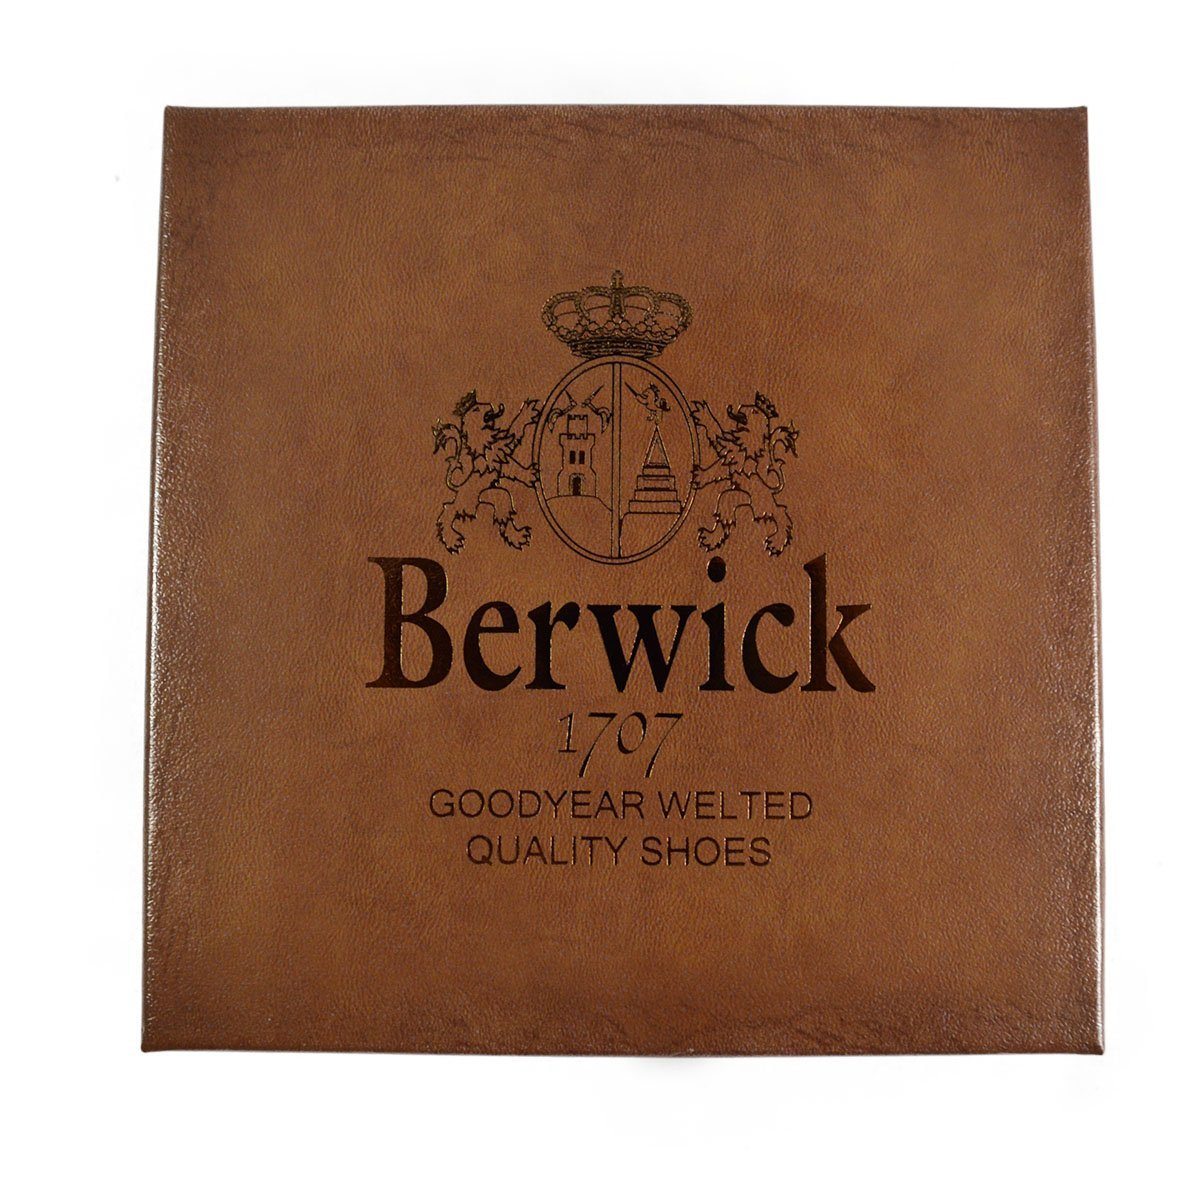 Berwick
1707
GOODYEAR WELTED
QUALITY SHOES